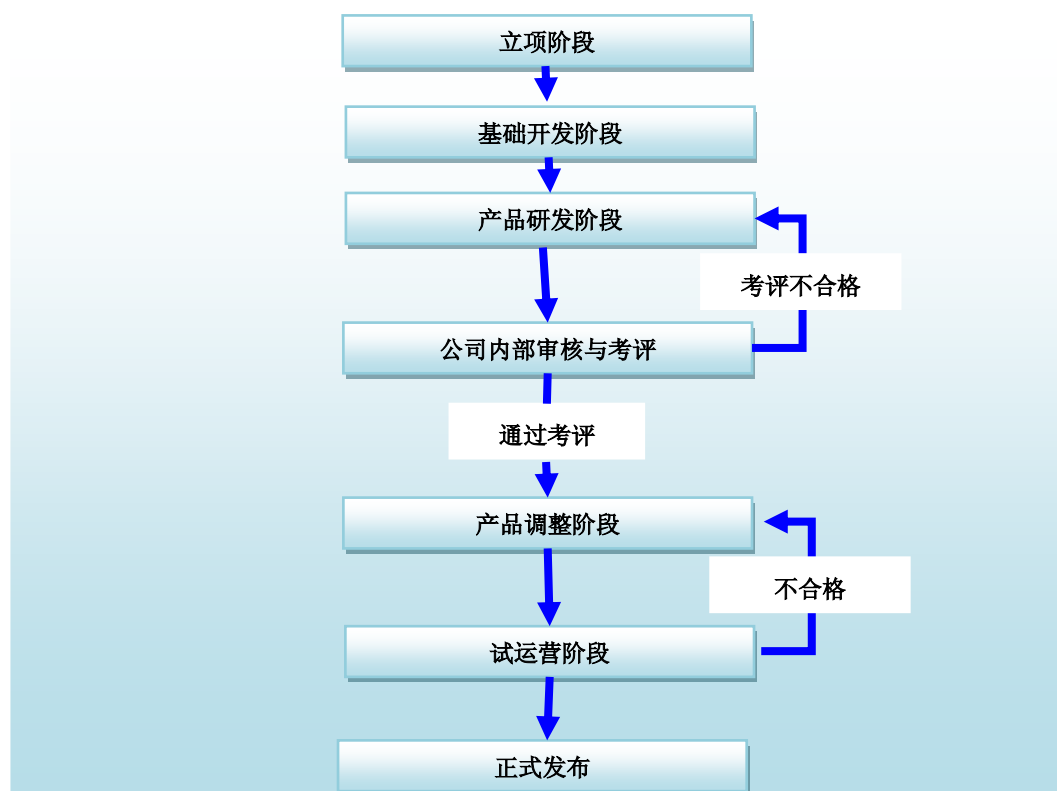 立项阶段
基础开发阶段
产品研发阶段
考评不合格
公司内部审核与考评
通过考评
产品调整阶段
不合格
试运营阶段
正式发布